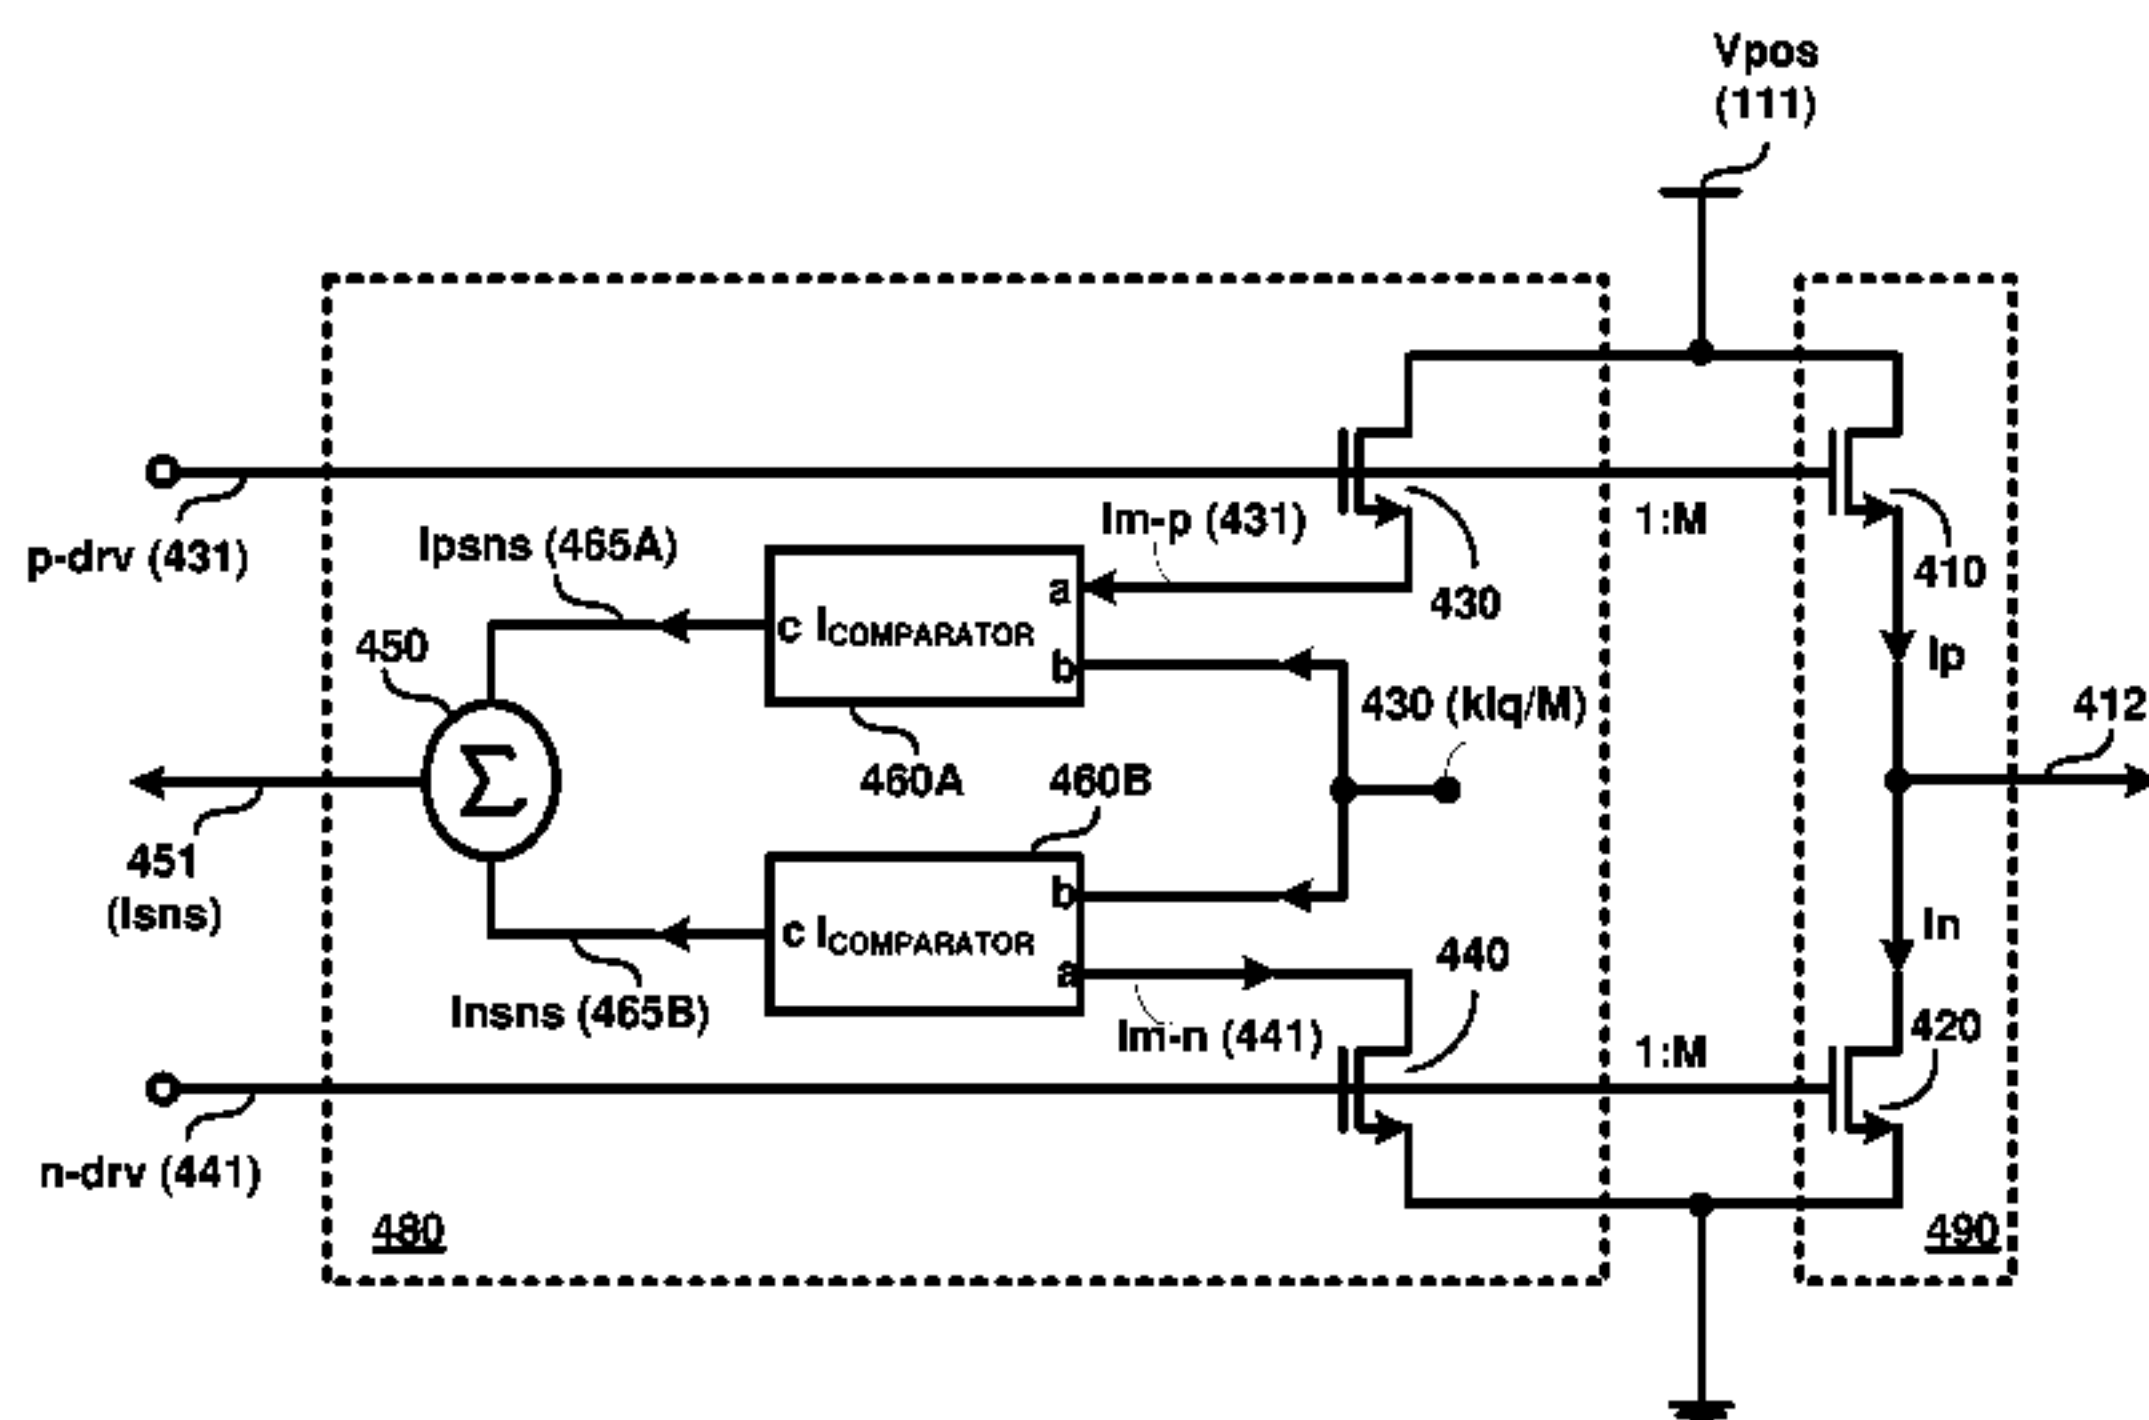 Vpos
(111)
p-drv (431)
Ipsns (465A)
Im-p (431)
1:M
410
430
a
c ICOMPARATOR
b
450
Ip
430 (kIq/M)
412
460A
460B
Σ
451
(Isns)
b
c ICOMPARATOR
a
In
440
Insns (465B)
Im-n (441)
1:M
420
n-drv (441)
480
490